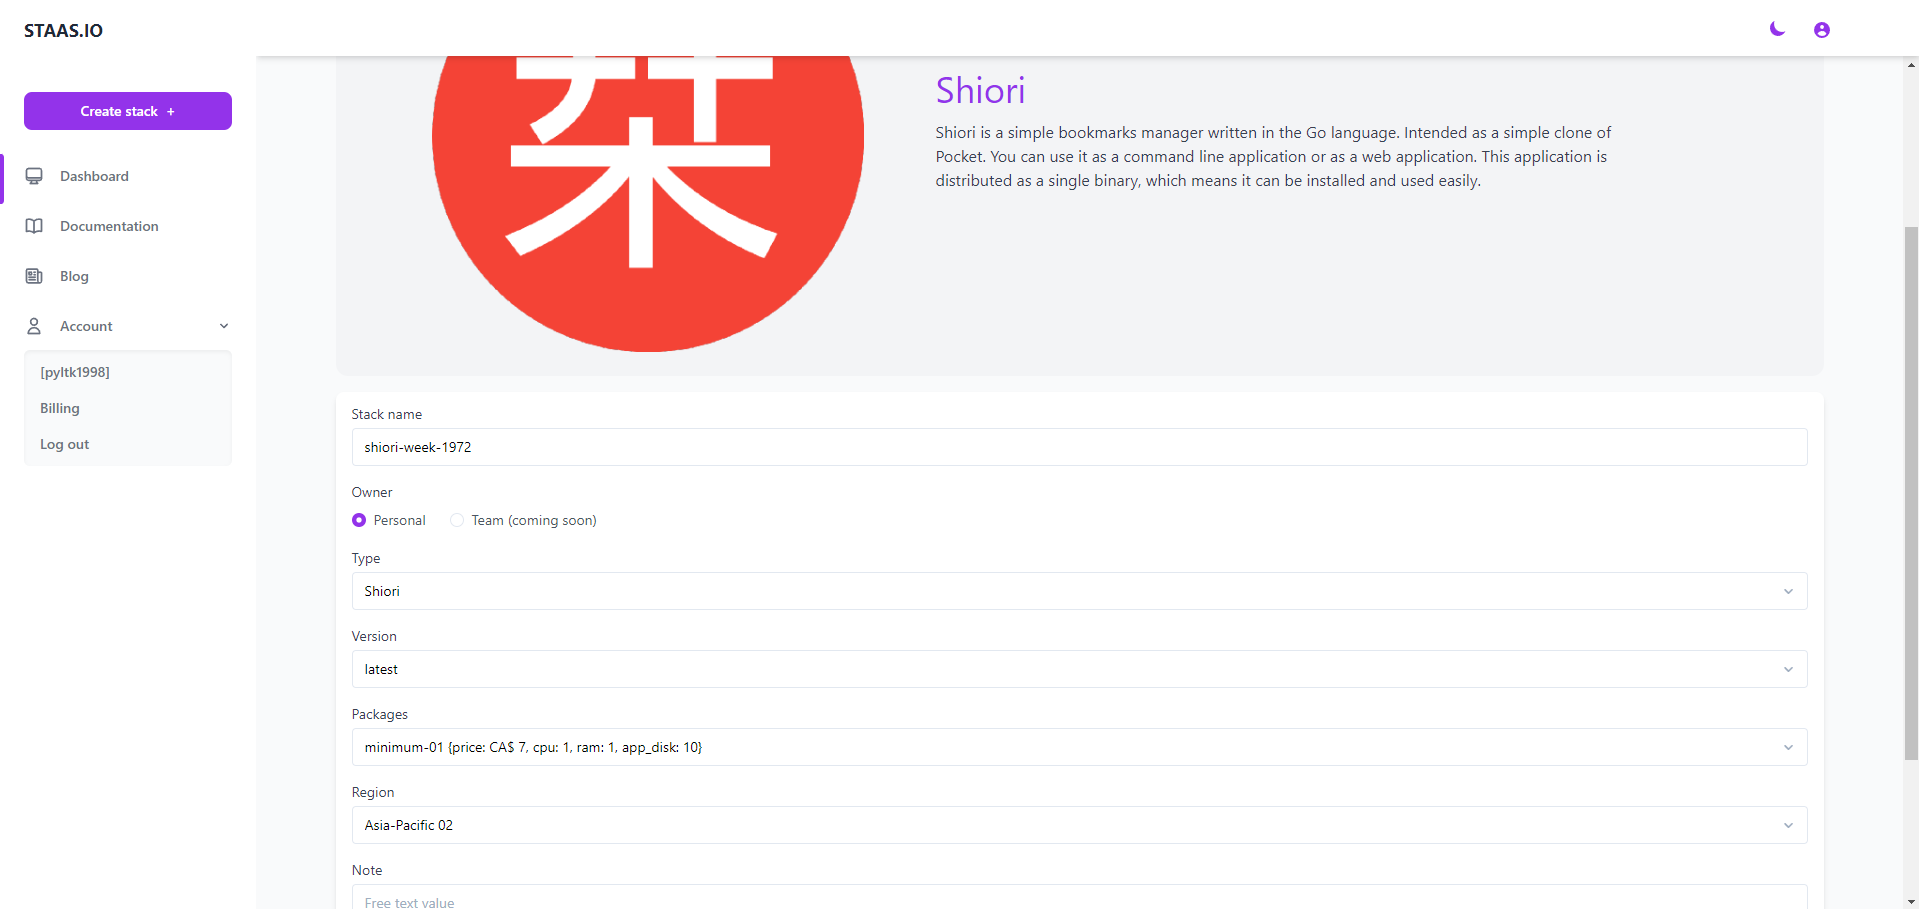 STAAS.IO
Create stack +
Dashboard
Documentation
Blog
Account
[pyltk1998]
Billing
Log out
Shiori
Shiori is a simple bookmarks manager written in the Go language. Intended as a simple clone of
Pocket. You can use it as a command line application or as a web application. This application is
distributed as a single binary, which means it can be installed and used easily.
Stack name
shiori-week-1972
Owner
Personal
Team (coming soon)
Type
Shiori
Version
latest
Packages
minimum-01 {price: CA$ 7, cpu: 1, ram: 1, app_disk: 10}
Region
Asia-Pacific 02
Note
Free text value